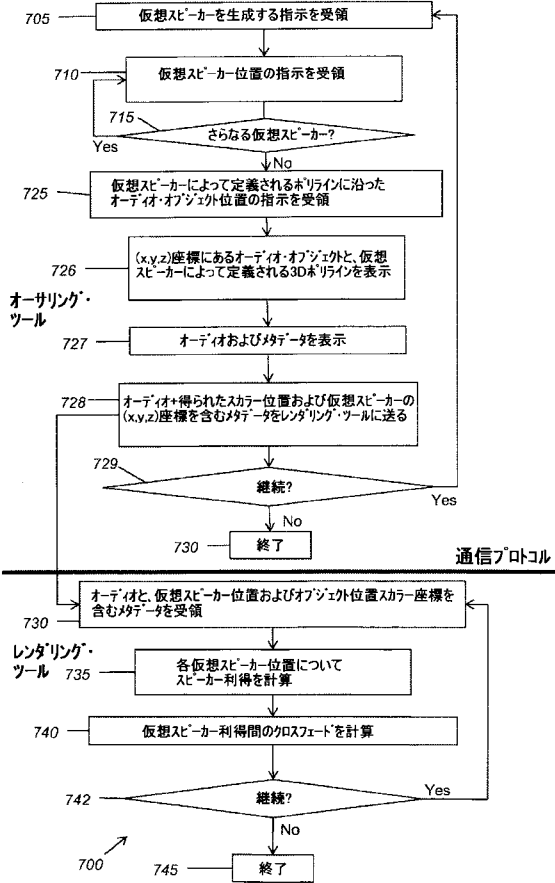 705
仮想スピーカーを生成する指示を受領
710
仮想スピーカー位置の指示を受領
715
さらなる仮想スピーカー?
Yes
No
725
仮想スピーカーによって定義されるポリラインに沿った
オーディオ・オブジェクト位置の指示を受領
726
(x,y,z)座標にあるオーディオ・オブジェクトと、仮想
スピーカーによって定義される3Dポリラインを表示
オーサリング・
ツール
727
オーディオおよびメタデータを表示
728
オーディオ+得られたスカラー位置および仮想スピーカーの
(x,y,z)座標を含むメタデータをレンダリング・ツールに送る
729
継続?
Yes
No
730
終了
通信プロトコル
730
オーディオと、仮想スピーカー位置およびオブジェクト位置スカラー座標を
含むメタデータを受領
レンダリング・
ツール
735
各仮想スピーカー位置について
スピーカー利得を計算
740
仮想スピーカー利得間のクロスフェードを計算
742
継続?
Yes
No
700
745
終了